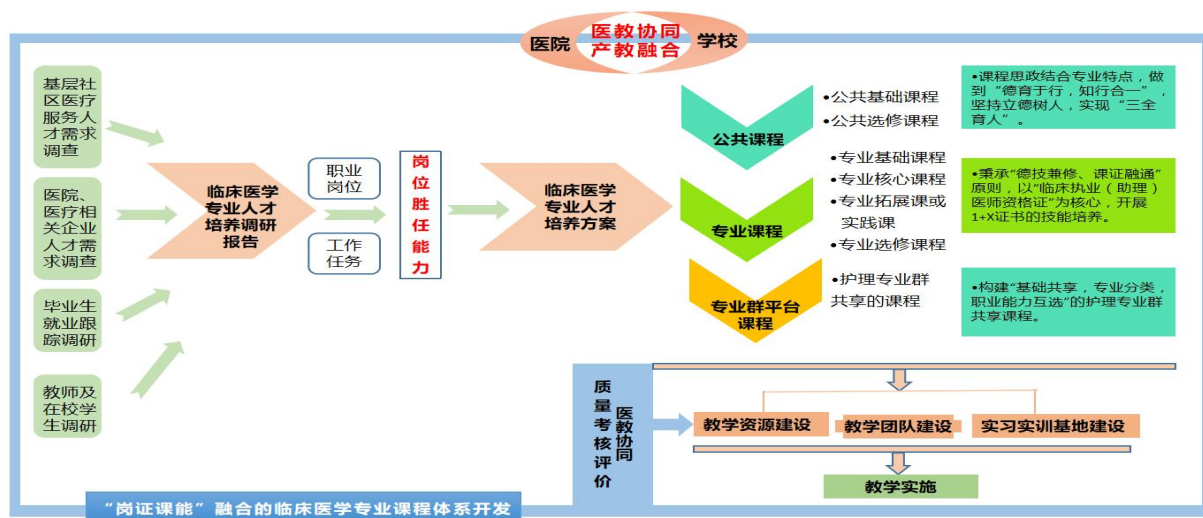 医院
医教协同
产教融合
学校
基层社
区医疗
服务人
才需求
调查
医院、
医疗相
关企业
人才需
求调查
毕业生
就业跟
踪调研
教师及
在校学
生调研
临床医学
专业人才
培养调研
报告
职业
岗位
工作
任务
岗
位
胜
任
能
力
临床医学
专业人才
培养方案
公共课程
•公共基础课程
•公共选修课程
•课程思政结合专业特点，做
到“德育于行，知行合一”，
坚持立德树人，实现“三全
育人”。
专业课程
•专业基础课程
•专业核心课程
•专业拓展课或
实践课
•专业选修课程
•秉承“德技兼修、课证融通”
原则，以“临床执业（助理）
医师资格证”为核心，开展
1+X证书的技能培养。
专业群平台
课程
•护理专业群
共享的课程
•构建“基础共享，专业分类，
职业能力互选”的护理专业群
共享课程。
医教协同
质量考核评价
教学资源建设
教学团队建设
实习实训基地建设
教学实施
“岗证课能”融合的临床医学专业课程体系开发